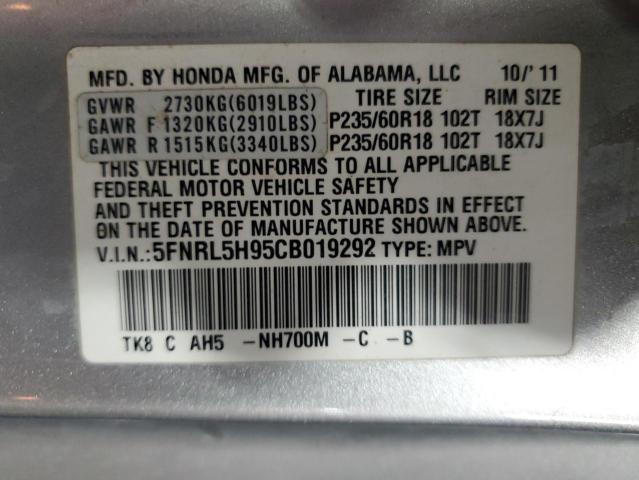 MFD. BY HONDA MFG. OF ALABAMA, LLC 10/'11
GVWR 2730KG(6019LBS) TIRE SIZE RIM SIZE
GAWR F 1320KG(2910LBS) P235/60R18 102T 18X7J
GAWR R 1515KG(3340LBS) P235/60R18 102T 18X7J
THIS VEHICLE CONFORMS TO ALL APPLICABLE
FEDERAL MOTOR VEHICLE SAFETY
AND THEFT PREVENTION STANDARDS IN EFFECT
ON THE DATE OF MANUFACTURE SHOWN ABOVE.
V.I.N.:5FNRL5H95CB019292 TYPE: MPV
TK8 C AH5 -NH700M -C -B